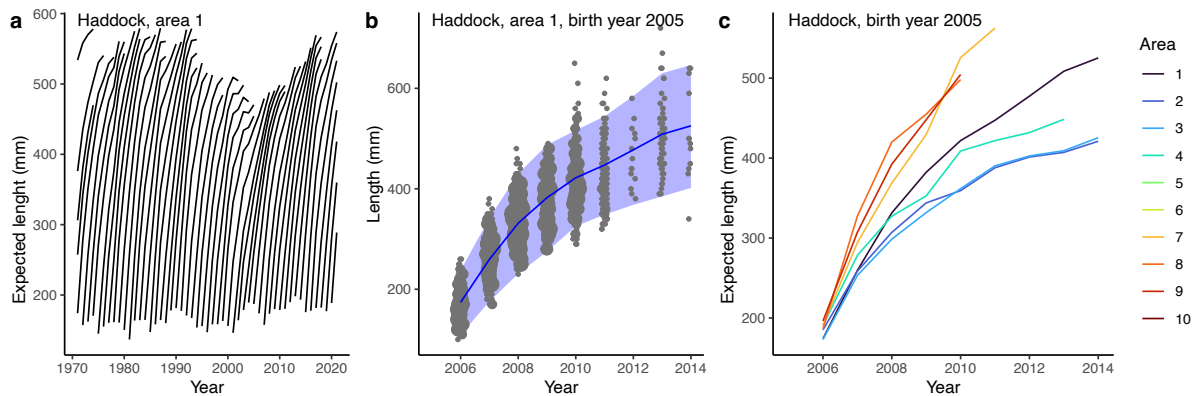 a
Haddock, area 1
Expected lenght (mm)
600
500
400
300
200
1970
1980
1990
2000
2010
2020
Year
b
Haddock, area 1, birth year 2005
Length (mm)
600
400
200
2006
2008
2010
2012
2014
Year
c
Haddock, birth year 2005
Expected length (mm)
500
400
300
200
2006
2008
2010
2012
2014
Year
Area
1
2
3
4
5
6
7
8
9
10